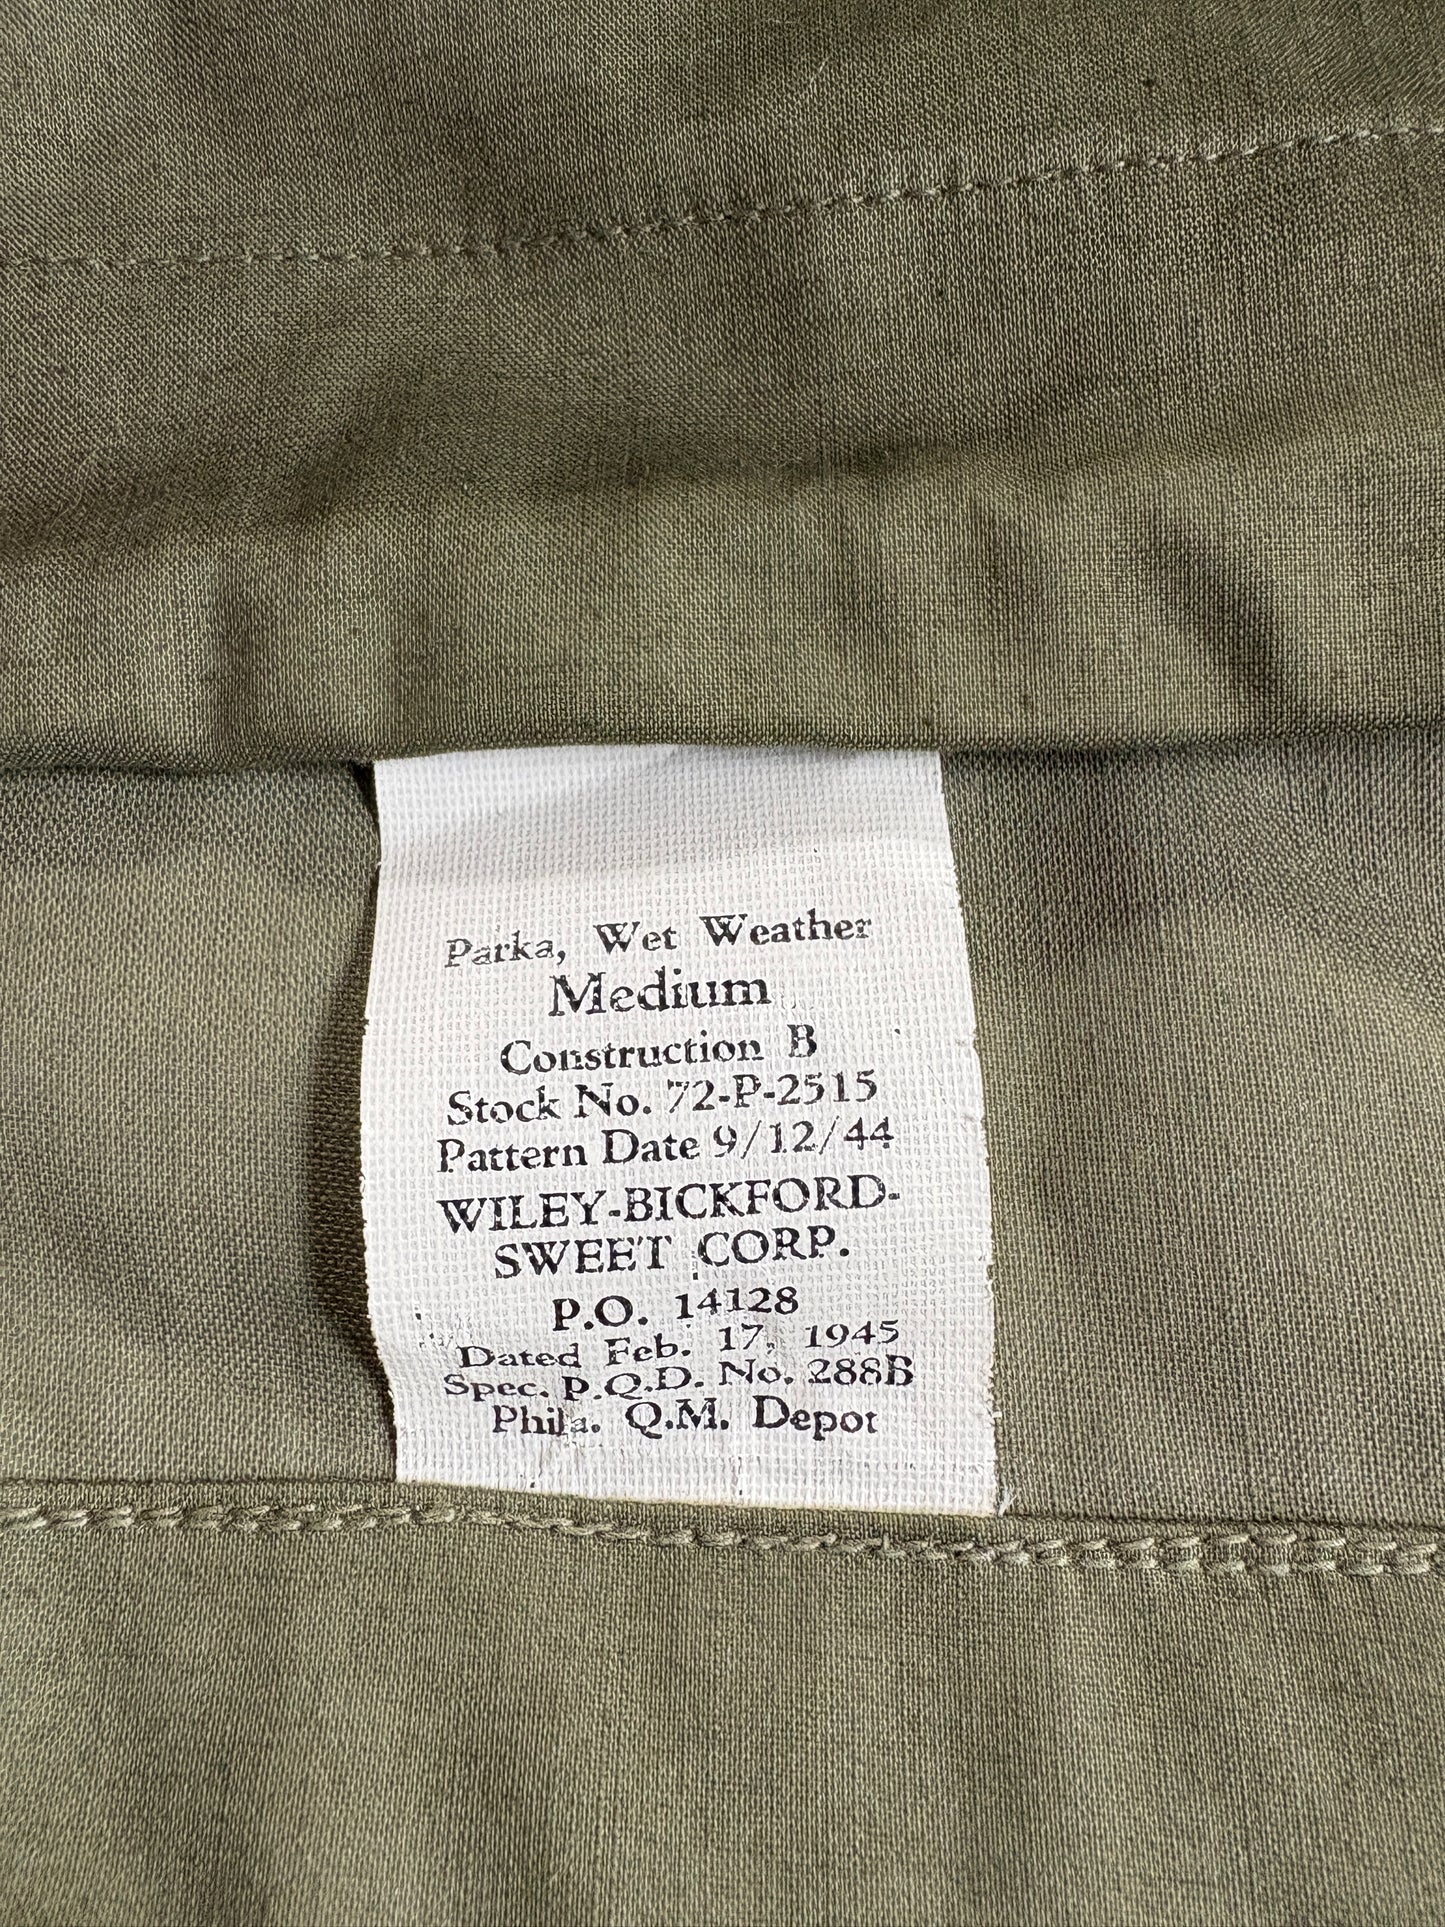 Parka, Wet Weather
Medium
Construction B
Stock No. 72-P-2515
Pattern Date 9/12/44
WILEY-BICKFORD-
SWEET CORP.
P.O. 14128
Dated Feb. 17, 1945
Spec. P.Q.D. No. 288B
Phila. Q.M. Depot